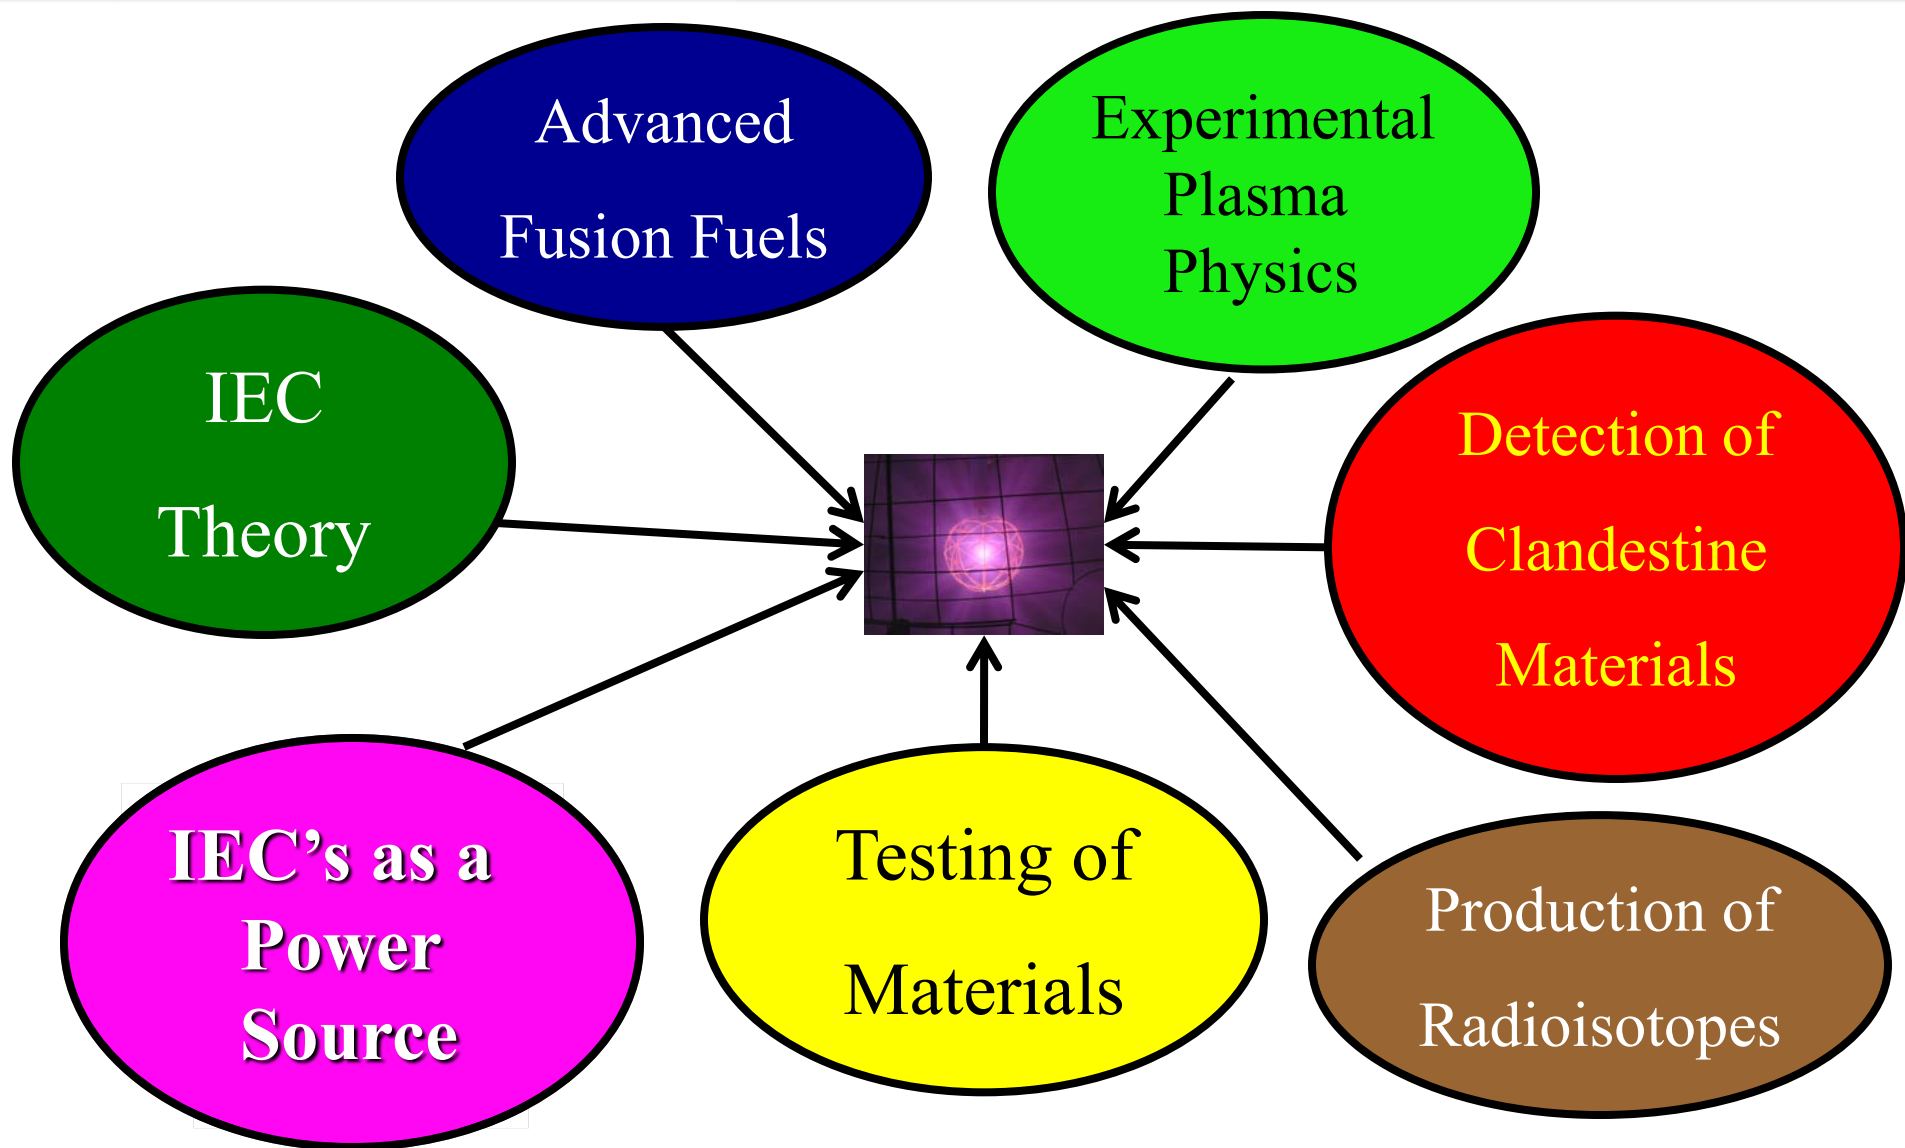 Advanced
Fusion Fuels
Experimental
Plasma
Physics
IEC
Theory
Detection of
Clandestine
Materials
IEC’s as a
Power
Source
Testing of
Materials
Production of
Radioisotopes